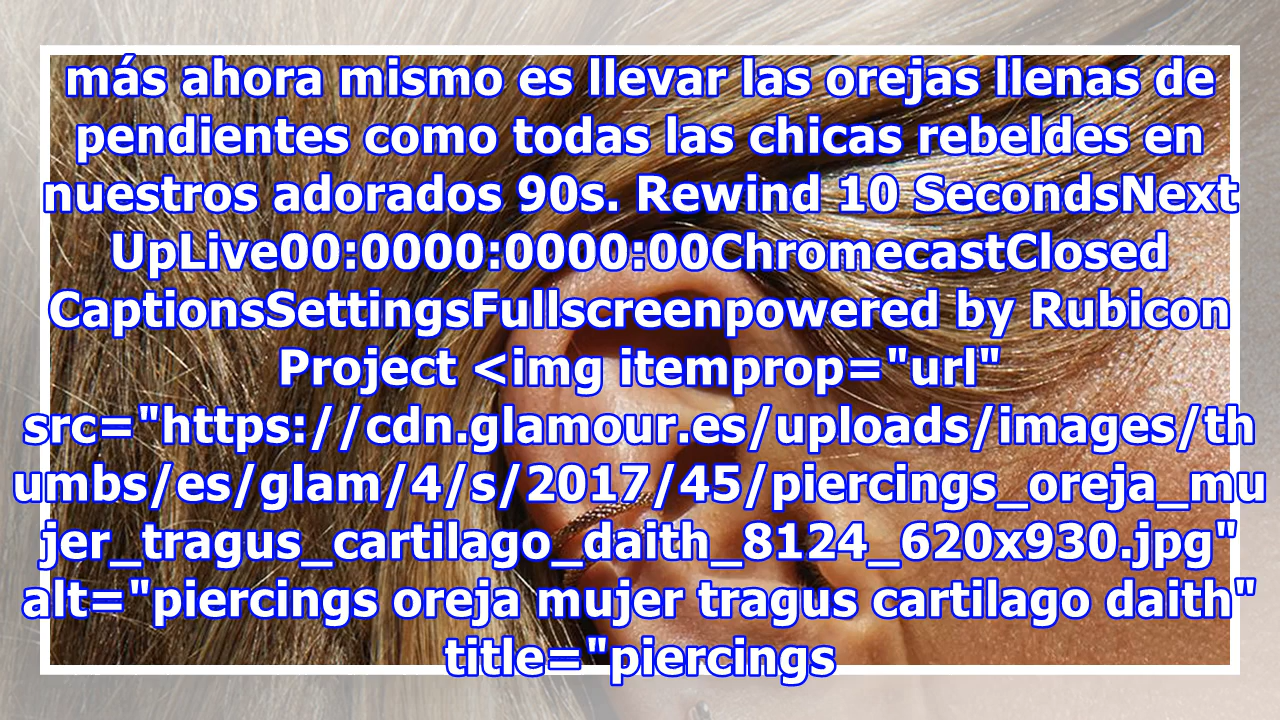 más ahora mismo es llevar las orejas llenas de
pendientes como todas las chicas rebeldes en
nuestros adorados 90s. Rewind 10 SecondsNext
UpLive00:0000:0000:00ChromecastClosed
CaptionsSettingsFullscreenpowered by Rubicon
Project <img itemprop="url"
src="https://cdn.glamour.es/uploads/images/th
umbs/es/glam/4/s/2017/45/piercings_oreja_mu
jer_tragus_cartilago_daith_8124_620x930.jpg"
alt="piercings oreja mujer tragus cartilago daith"
title="piercings